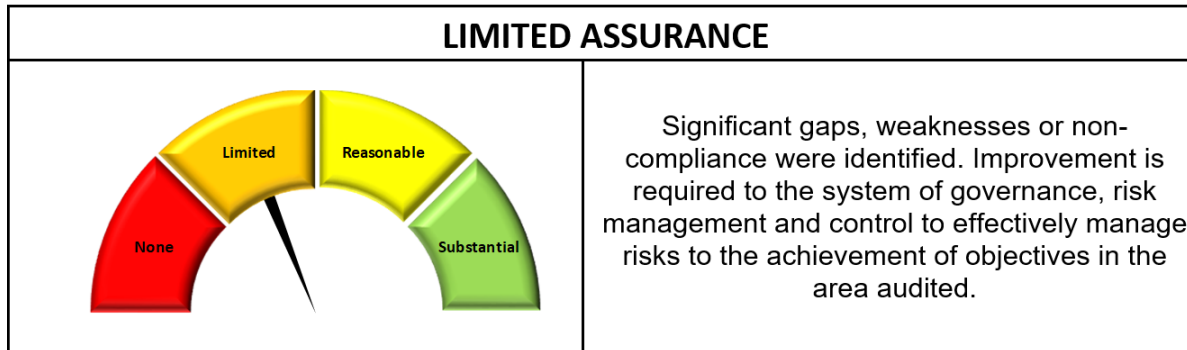 LIMITED ASSURANCE
Limited
Reasonable
None
Substantial
Significant gaps, weaknesses or non-
compliance were identified. Improvement is
required to the system of governance, risk
management and control to effectively manage
risks to the achievement of objectives in the
area audited.